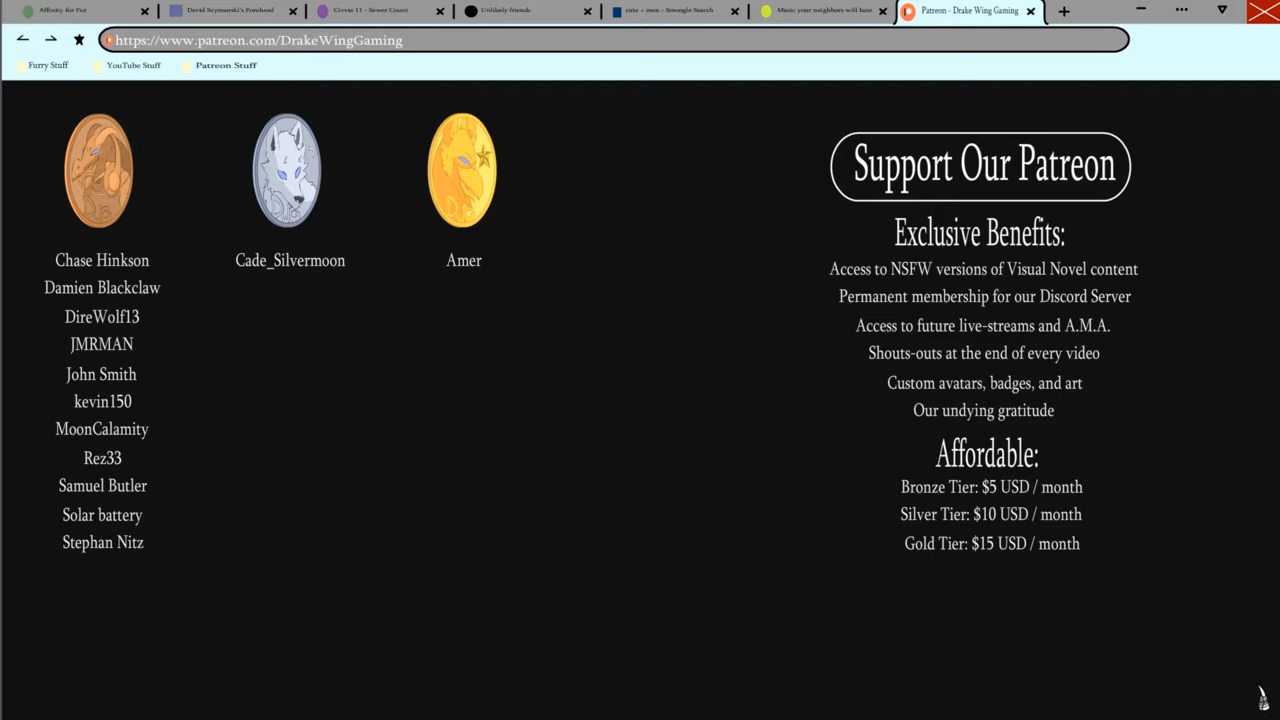 Affinity for Fur
David Szymanski's Forehead
Civvie 11 - Sewer Count
Unlikely friends
cute + men - Smoogle Search
Music your neighbors will hate
Patreon - Drake Wing Gaming
https://www.patreon.com/DrakeWingGaming
Furry Stuff
YouTube Stuff
Patreon Stuff
Chase Hinkson
Damien Blackclaw
DireWolf13
JMRMAN
John Smith
kevin150
MoonCalamity
Rez33
Samuel Butler
Solar battery
Stephan Nitz
Cade_Silvermoon
Amer
Support Our Patreon
Exclusive Benefits:
Access to NSFW versions of Visual Novel content
Permanent membership for our Discord Server
Access to future live-streams and A.M.A.
Shouts-outs at the end of every video
Custom avatars, badges, and art
Our undying gratitude
Affordable:
Bronze Tier: $5 USD / month
Silver Tier: $10 USD / month
Gold Tier: $15 USD / month